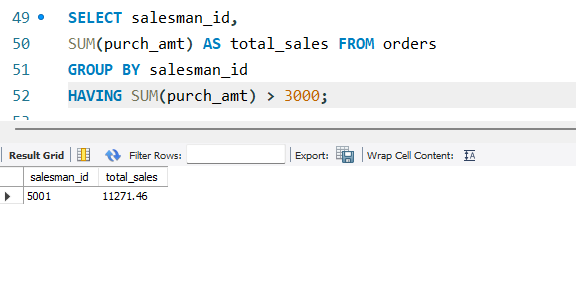 49 SELECT salesman_id,
50 SUM(purch_amt) AS total_sales FROM orders
51 GROUP BY salesman_id
52 HAVING SUM(purch_amt) > 3000;
Result Grid Filter Rows: Export: Wrap Cell Content: IA
salesman_id total_sales
5001 11271.46